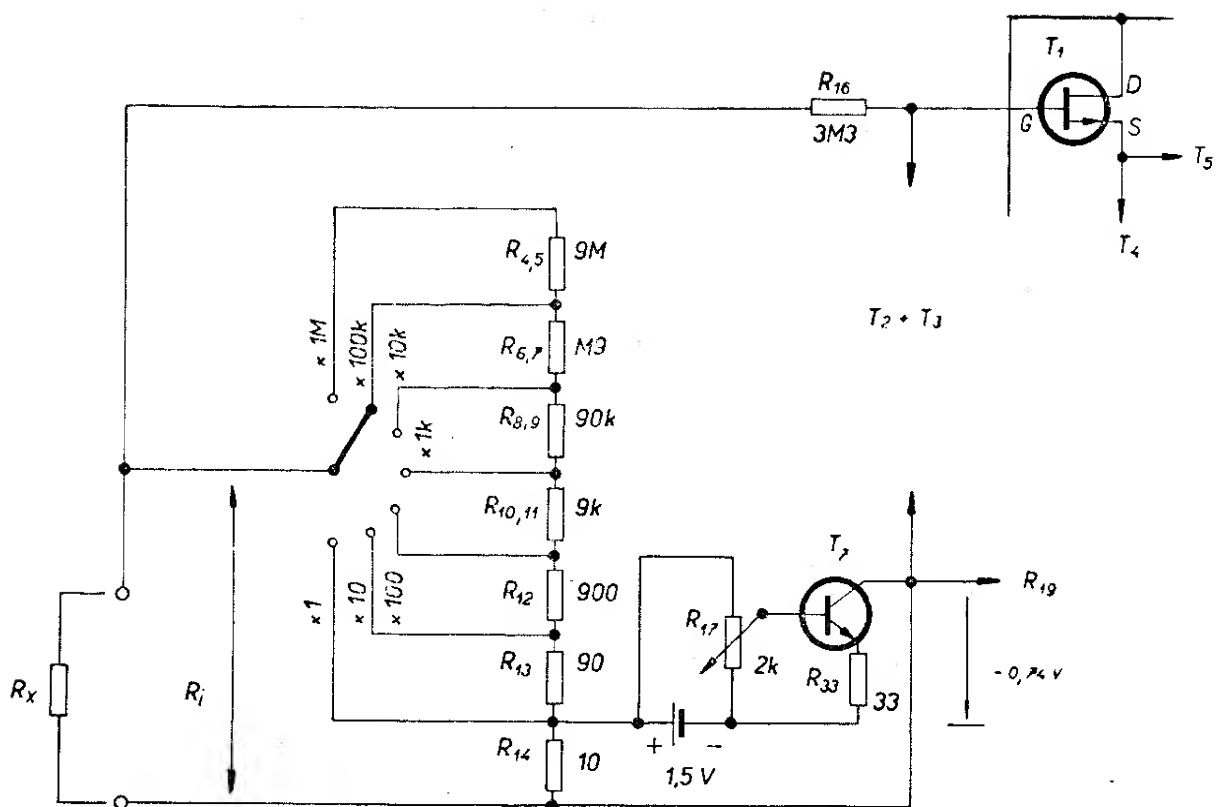 T1
D
R16
3M3
G
S
T5
T4
R4,5 9M
T2 + T3
× 1M
× 100k
× 10k
R6,7 M9
R8,9 90k
× 1k
R10,11 9k
T7
R19
R12 900
× 1
× 10
× 100
R17
2k
R13 90
R33
33
- 0,74 V
Rx
Ri
+ -
R14 10
1,5 V